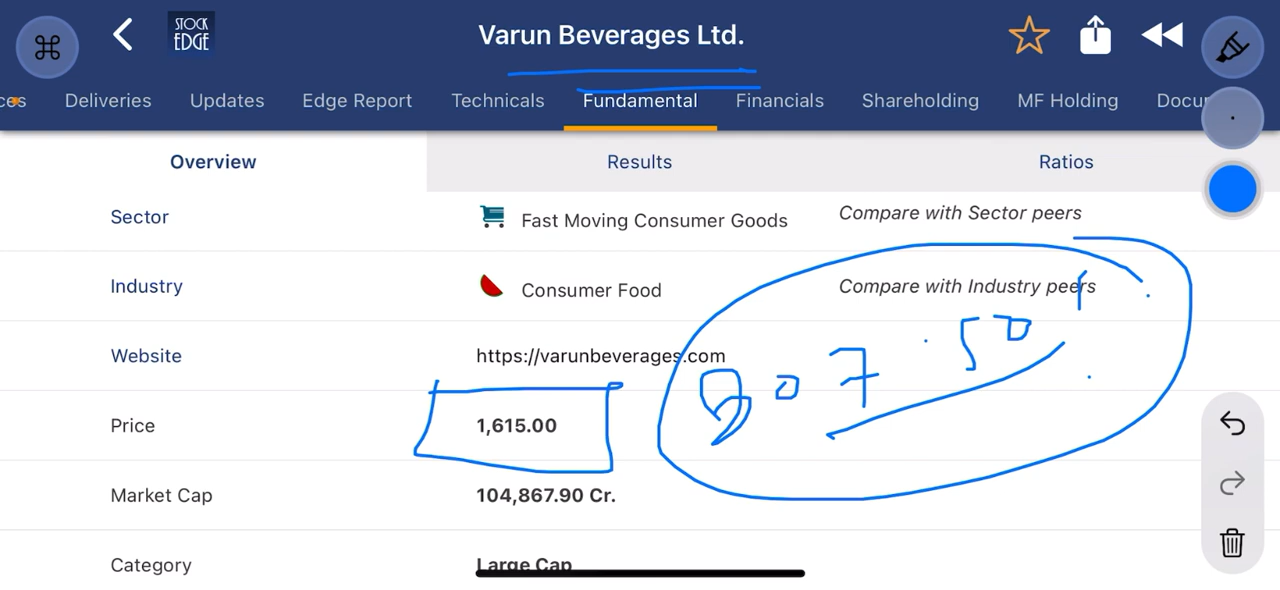 STOCK
EDGE
Varun Beverages Ltd.
ces Deliveries Updates Edge Report Technicals Fundamental Financials Shareholding MF Holding Docu
Overview Results Ratios
Sector Fast Moving Consumer Goods Compare with Sector peers
Industry Consumer Food Compare with Industry peers
Website https://varunbeverages.com
807.50
Price 1,615.00
Market Cap 104,867.90 Cr.
Category Large Cap